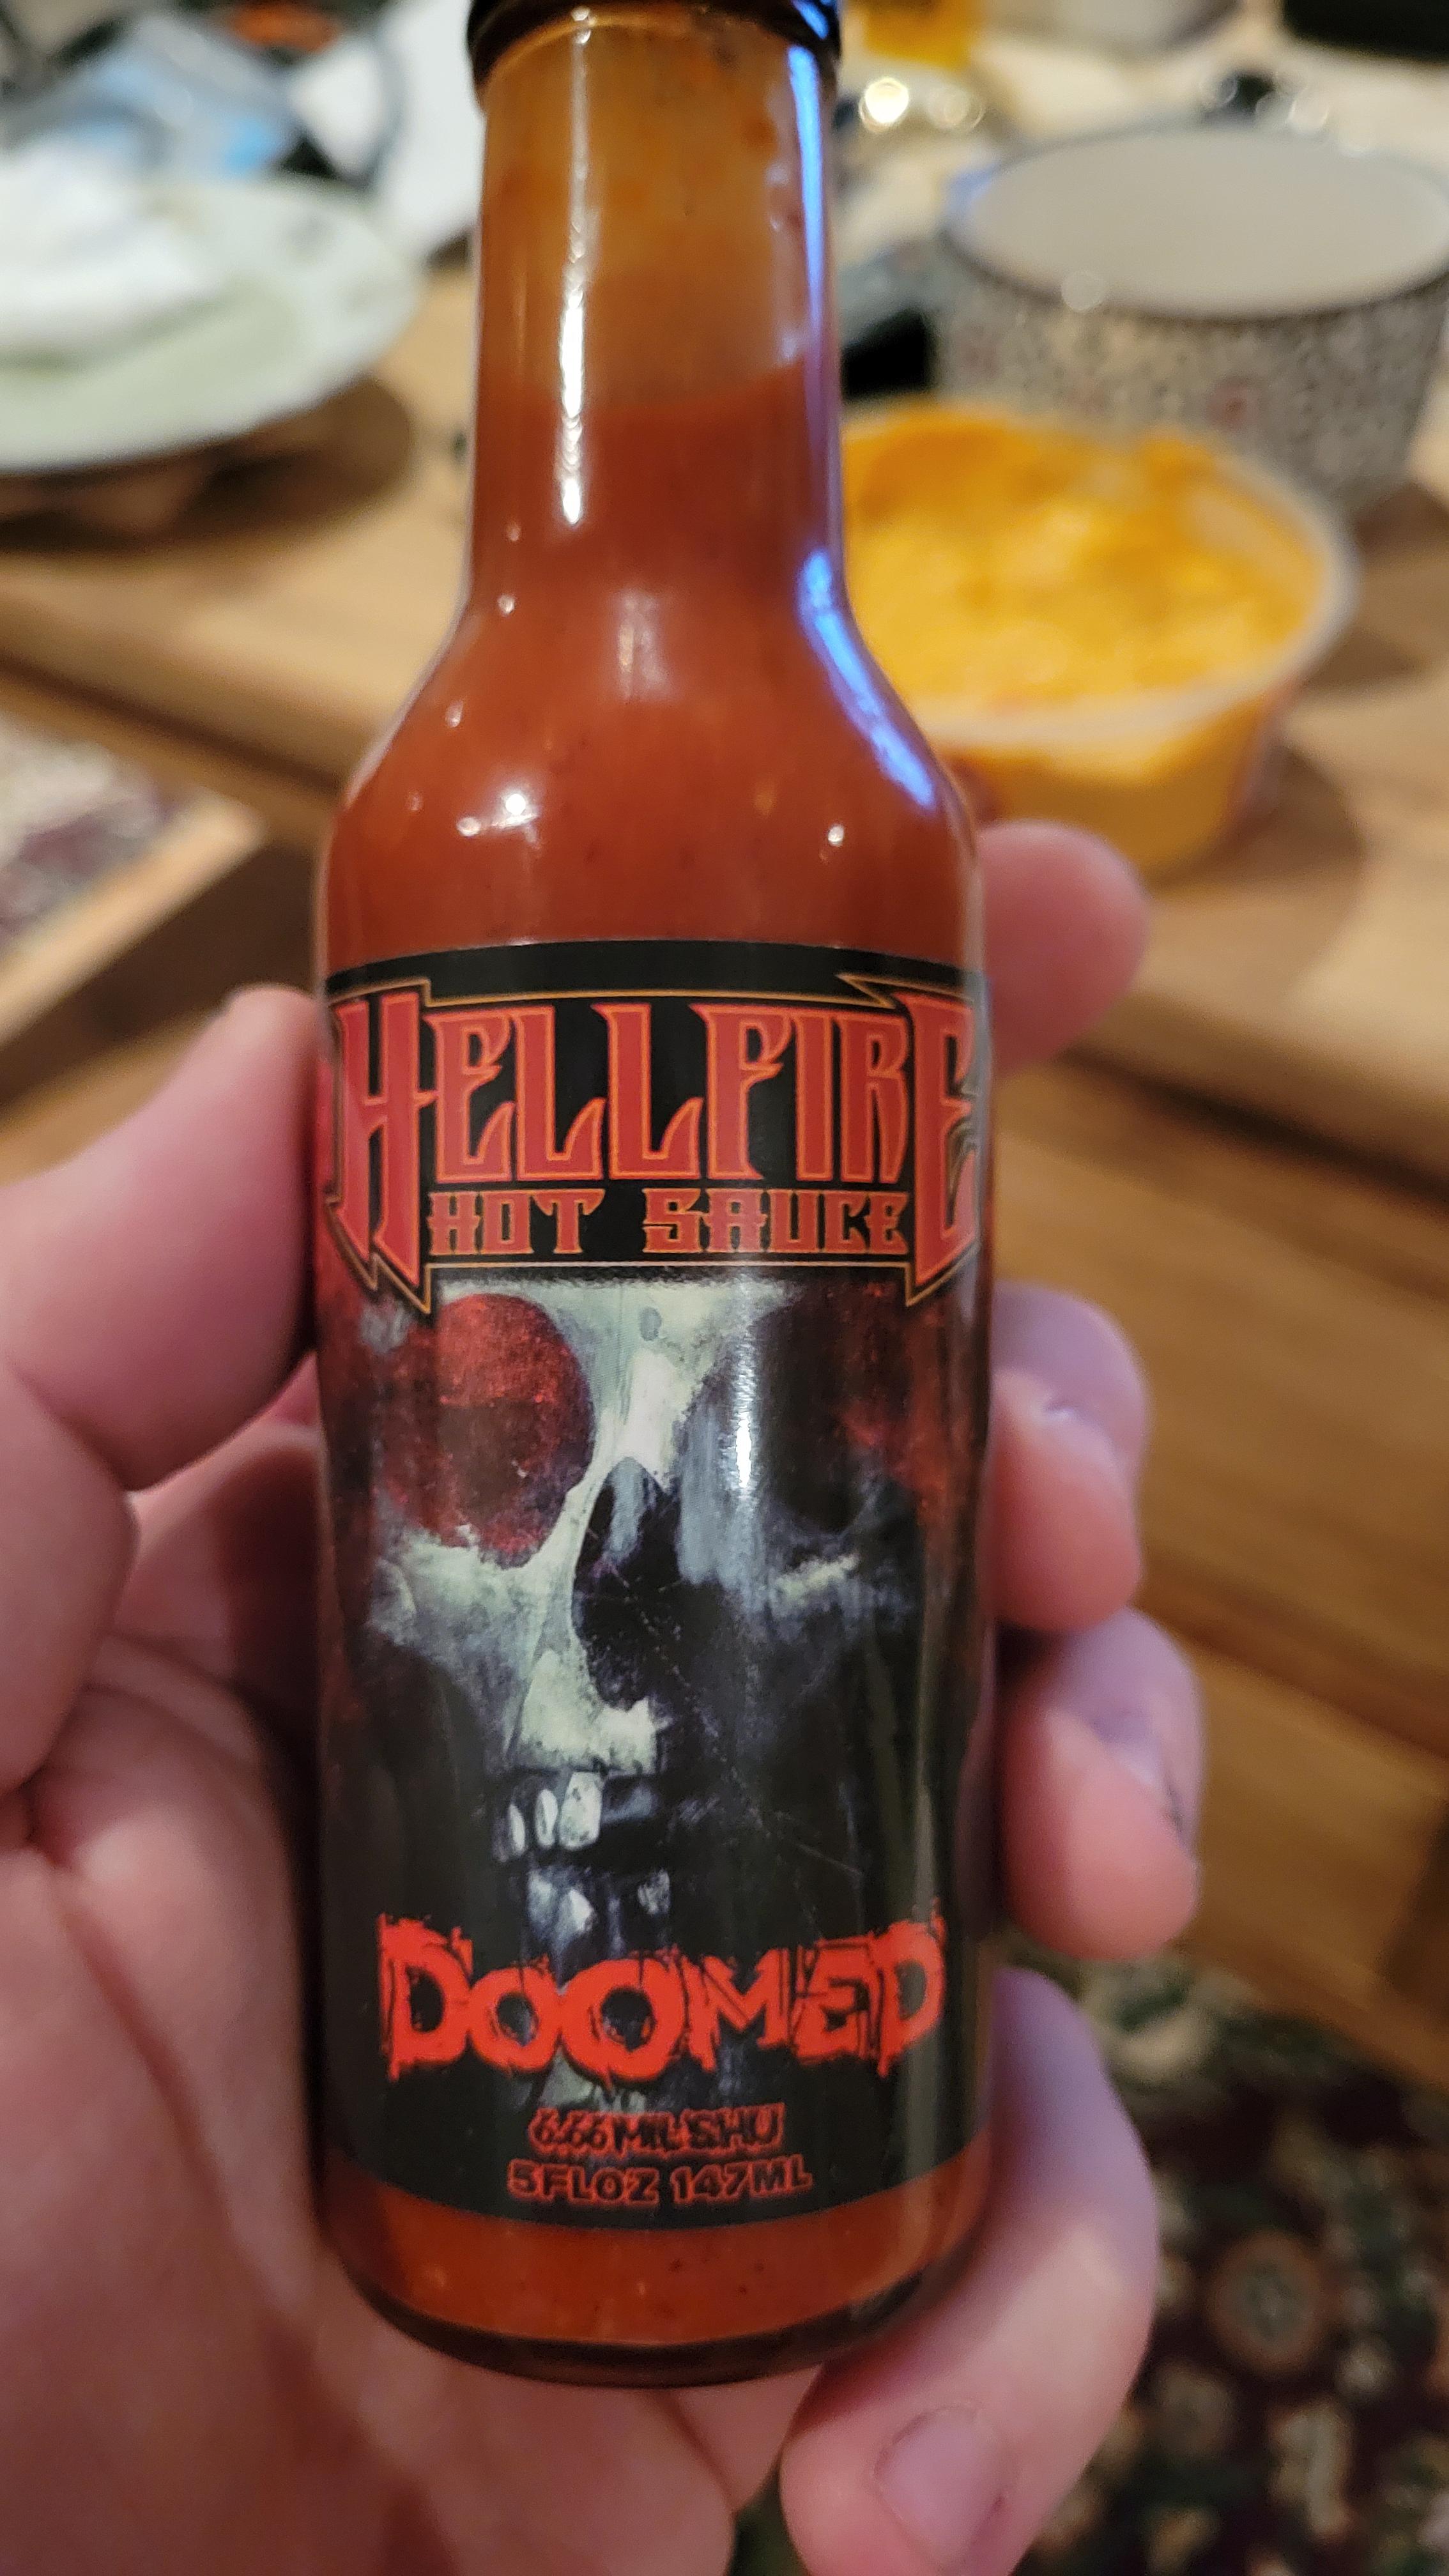 HELLFIRE
HOT SAUCE
DOOMED
6.66 MIL SHU
5FLOZ 147ML